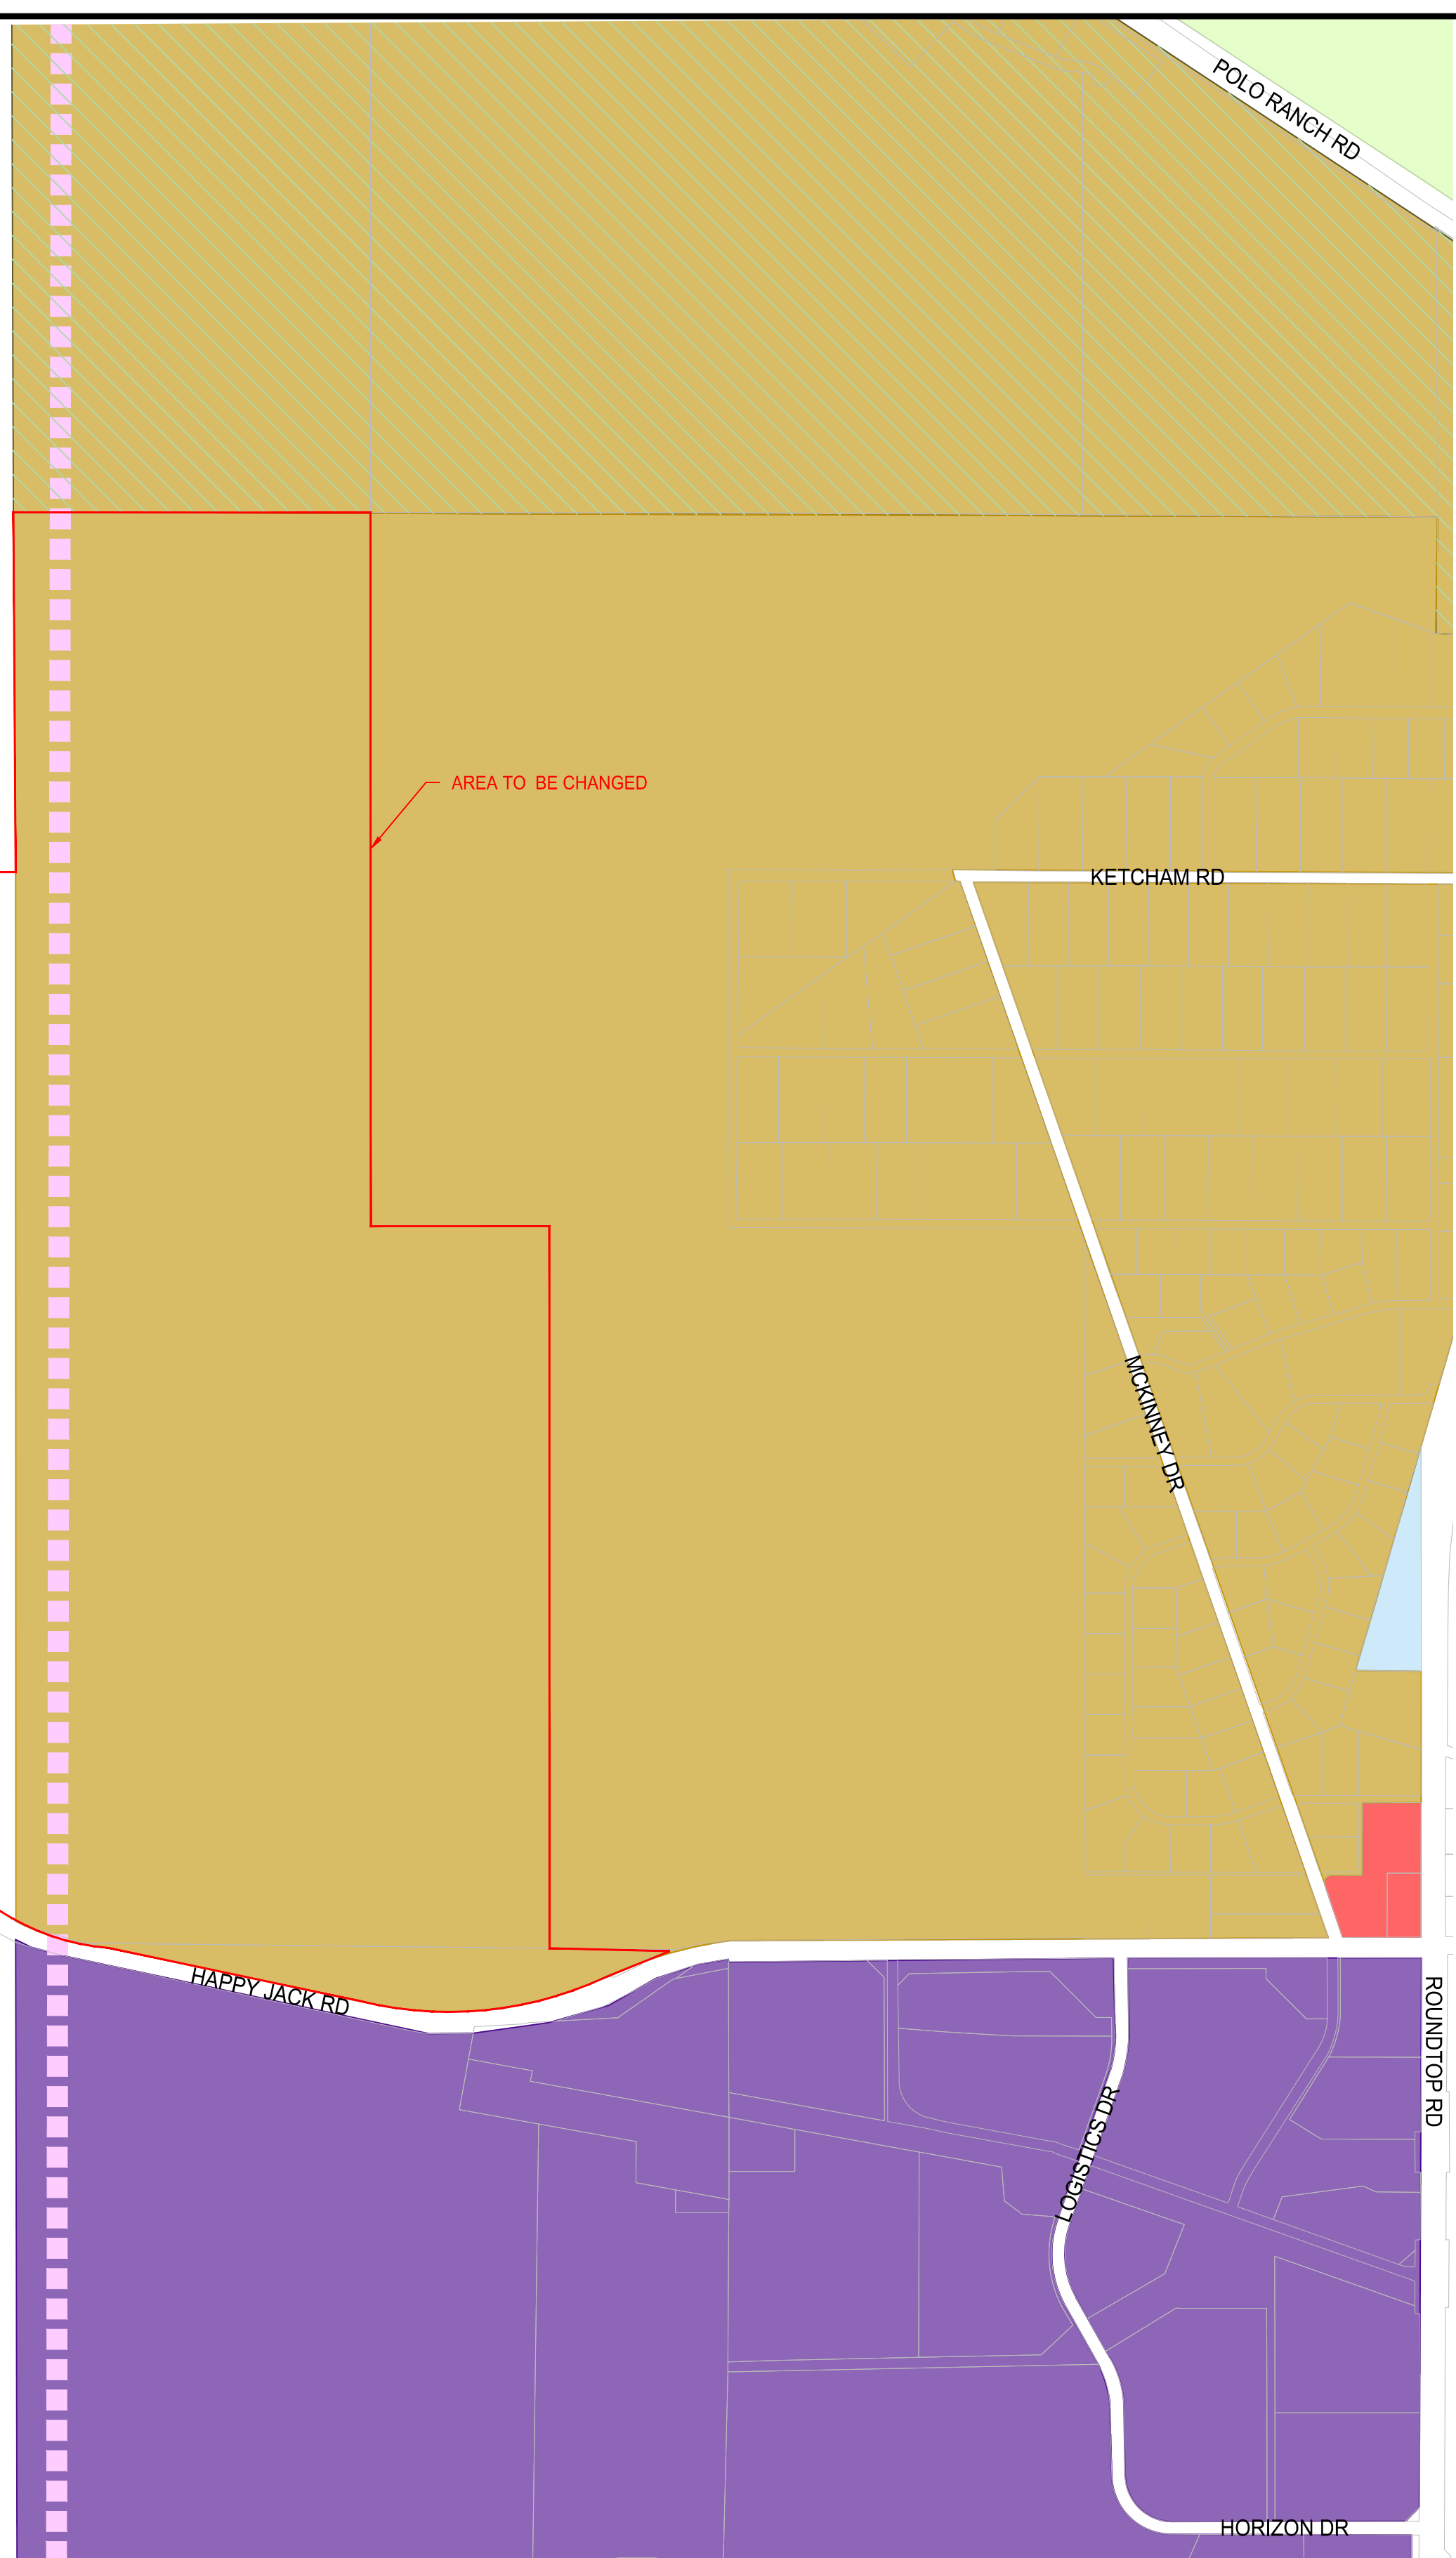 POLO RANCH RD
AREA TO BE CHANGED
KETCHAM RD
MCKINNEY DR
HAPPY JACK RD
ROUNDTOP RD
LOGISTICS DR
HORIZON DR